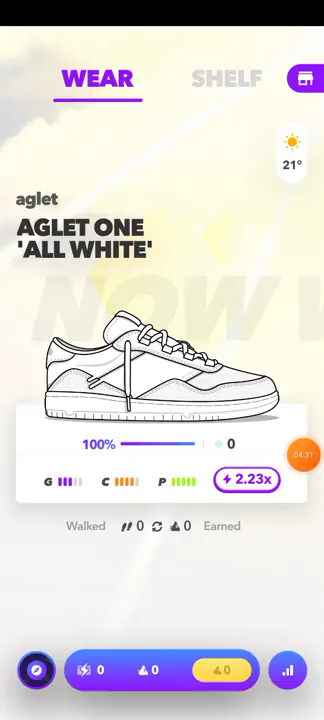 WEAR SHELF
21°
aglet
AGLET ONE
'ALL WHITE'
NOW W
100% 0
04:31
G C P 2.23x
Walked 0 0 Earned
0 0 0